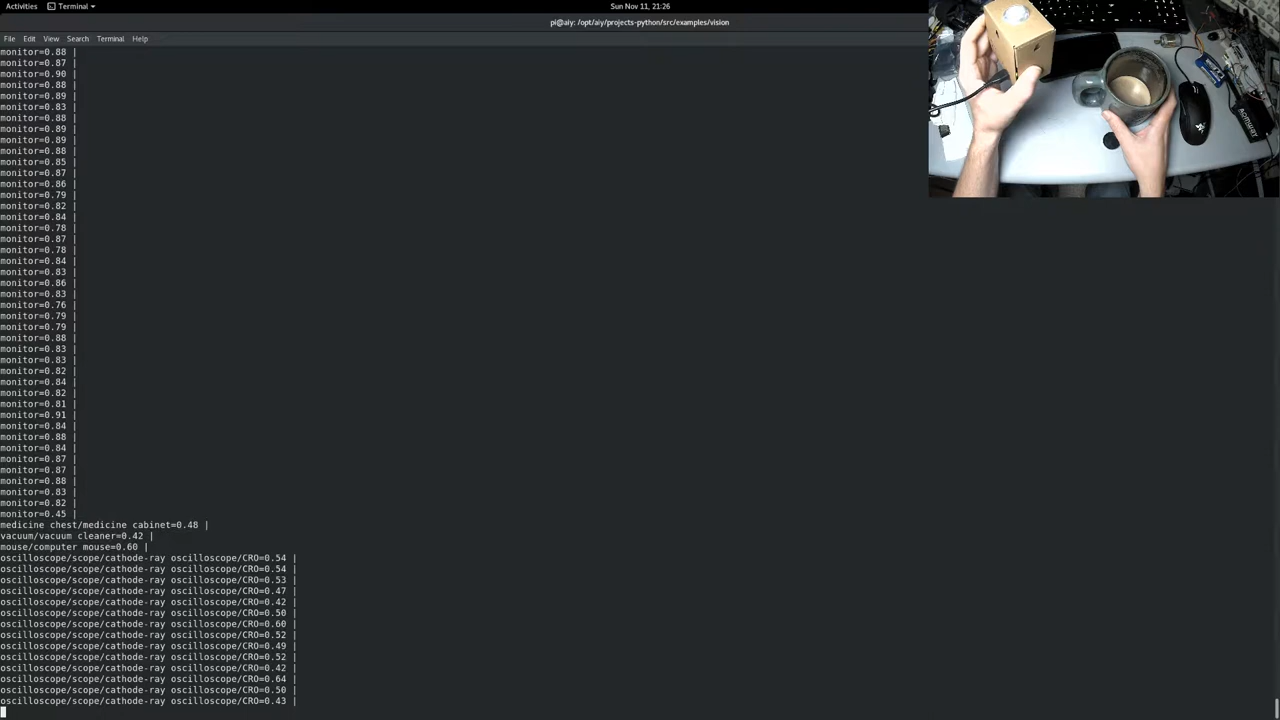 Activities
Terminal
Sun Nov 11, 21:26
pi@aiy: /opt/aiy/projects-python/src/examples/vision
File Edit View Search Terminal Help
monitor=0.88 |
monitor=0.87 |
monitor=0.90 |
monitor=0.88 |
monitor=0.89 |
monitor=0.83 |
monitor=0.88 |
monitor=0.89 |
monitor=0.89 |
monitor=0.88 |
monitor=0.85 |
monitor=0.87 |
monitor=0.86 |
monitor=0.79 |
monitor=0.82 |
monitor=0.84 |
monitor=0.78 |
monitor=0.87 |
monitor=0.78 |
monitor=0.84 |
monitor=0.83 |
monitor=0.86 |
monitor=0.83 |
monitor=0.76 |
monitor=0.79 |
monitor=0.79 |
monitor=0.88 |
monitor=0.83 |
monitor=0.83 |
monitor=0.82 |
monitor=0.84 |
monitor=0.82 |
monitor=0.81 |
monitor=0.91 |
monitor=0.84 |
monitor=0.88 |
monitor=0.84 |
monitor=0.87 |
monitor=0.87 |
monitor=0.88 |
monitor=0.83 |
monitor=0.82 |
monitor=0.45 |
medicine chest/medicine cabinet=0.48 |
vacuum/vacuum cleaner=0.42 |
mouse/computer mouse=0.60 |
oscilloscope/scope/cathode-ray oscilloscope/CRO=0.54 |
oscilloscope/scope/cathode-ray oscilloscope/CRO=0.54 |
oscilloscope/scope/cathode-ray oscilloscope/CRO=0.53 |
oscilloscope/scope/cathode-ray oscilloscope/CRO=0.47 |
oscilloscope/scope/cathode-ray oscilloscope/CRO=0.42 |
oscilloscope/scope/cathode-ray oscilloscope/CRO=0.50 |
oscilloscope/scope/cathode-ray oscilloscope/CRO=0.60 |
oscilloscope/scope/cathode-ray oscilloscope/CRO=0.52 |
oscilloscope/scope/cathode-ray oscilloscope/CRO=0.49 |
oscilloscope/scope/cathode-ray oscilloscope/CRO=0.52 |
oscilloscope/scope/cathode-ray oscilloscope/CRO=0.42 |
oscilloscope/scope/cathode-ray oscilloscope/CRO=0.64 |
oscilloscope/scope/cathode-ray oscilloscope/CRO=0.50 |
oscilloscope/scope/cathode-ray oscilloscope/CRO=0.43 |